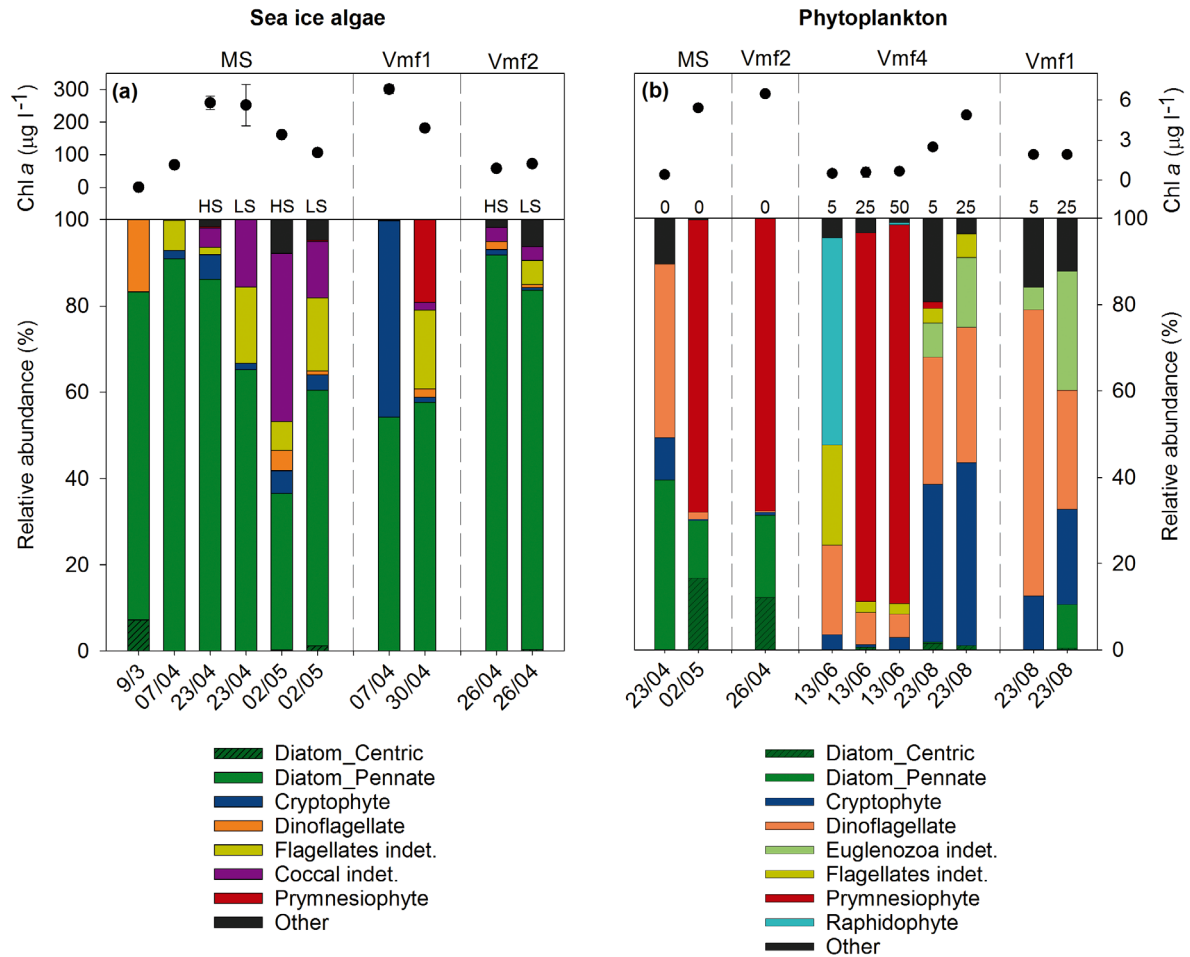 Sea ice algae
MS Vmf1 Vmf2
(a)
Chl a (µg l⁻¹)
300
200
100
0
HS LS HS LS HS LS
Relative abundance (%)
100
80
60
40
20
0
9/3 07/04 23/04 23/04 02/05 02/05 07/04 30/04 26/04 26/04
Diatom_Centric
Diatom_Pennate
Cryptophyte
Dinoflagellate
Flagellates indet.
Coccal indet.
Prymnesiophyte
Other
Phytoplankton
MS Vmf2 Vmf4 Vmf1
(b)
6
3
0
Chl a (µg l⁻¹)
0 0 0 5 25 50 5 25 5 25
100
80
60
40
20
0
Relative abundance (%)
23/04 02/05 26/04 13/06 13/06 13/06 23/08 23/08 23/08 23/08
Diatom_Centric
Diatom_Pennate
Cryptophyte
Dinoflagellate
Euglenozoa indet.
Flagellates indet.
Prymnesiophyte
Raphidophyte
Other